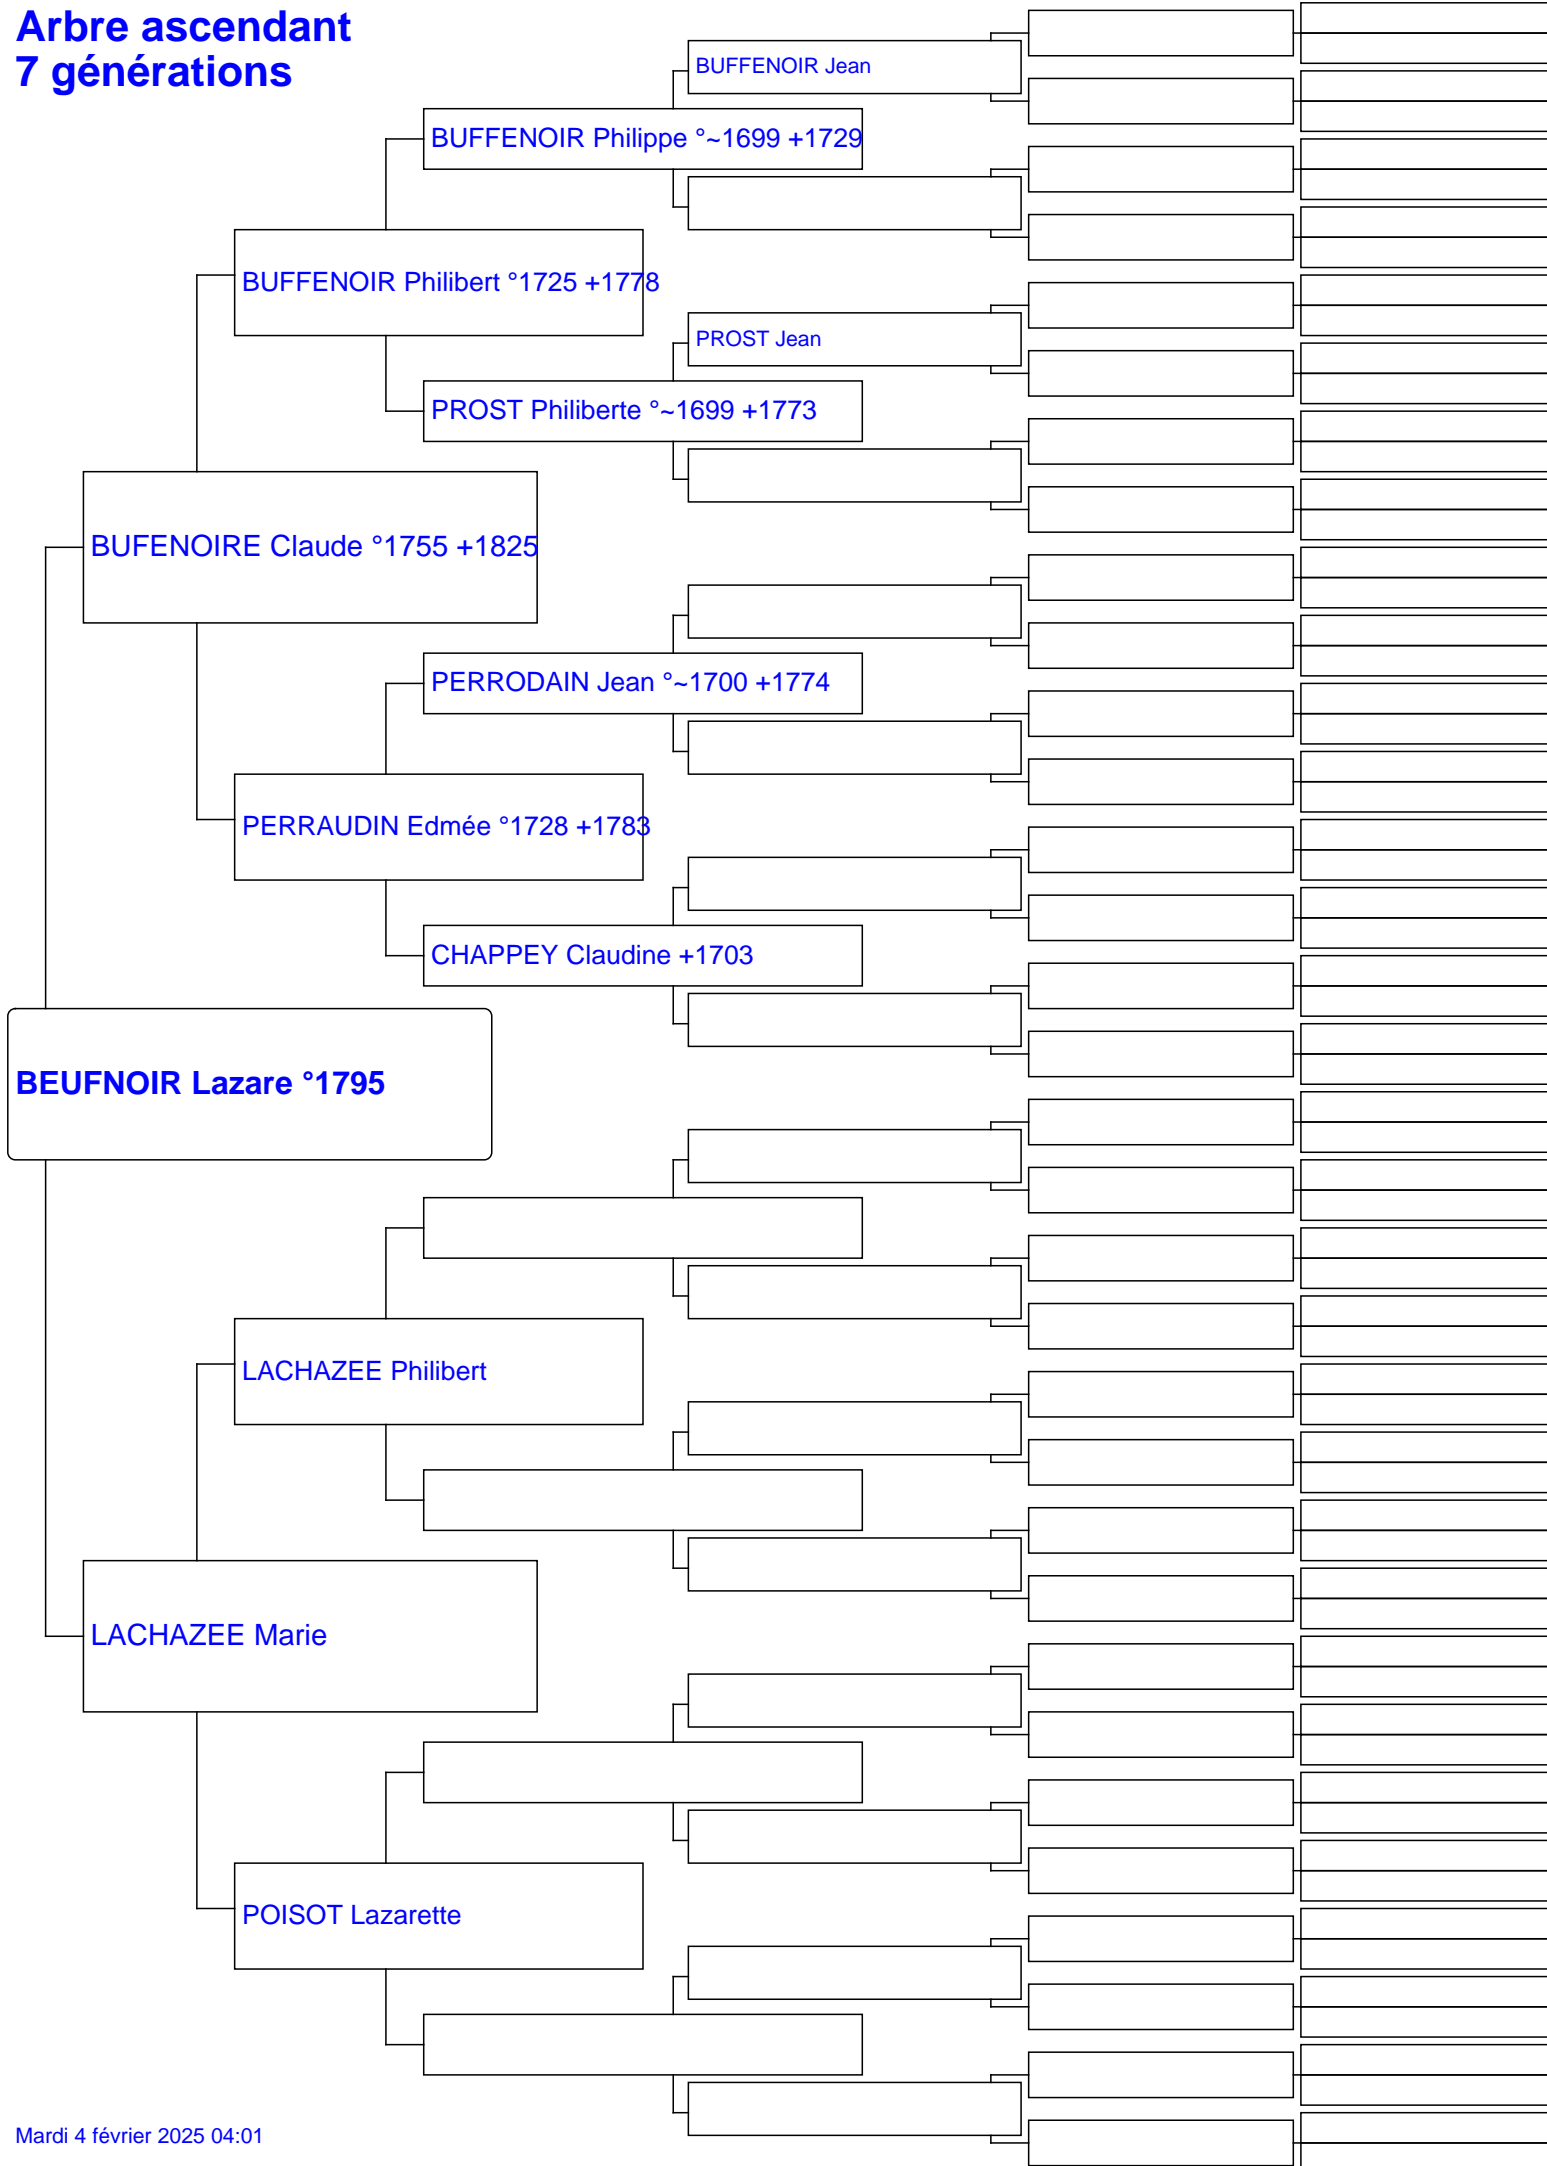 Arbre ascendant
7 générations
BUFFENOIR Jean
BUFFENOIR Philippe °~1699 +1729
BUFFENOIR Philibert °1725 +1778
PROST Jean
PROST Philiberte °~1699 +1773
BUFENOIRE Claude °1755 +1825
PERRODAIN Jean °~1700 +1774
PERRAUDIN Edmée °1728 +1783
CHAPPEY Claudine +1703
BEUFNOIR Lazare °1795
LACHAZEE Philibert
LACHAZEE Marie
POISOT Lazarette
Mardi 4 février 2025 04:01